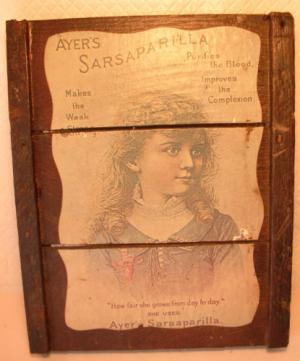 AYER'S
SARSAPARILLA
Purifies
the Blood,
Improves
the
Complexion.
Makes
the
Weak
"How fair she grows from day to day."
SHE USES
Ayer's Sarsaparilla.